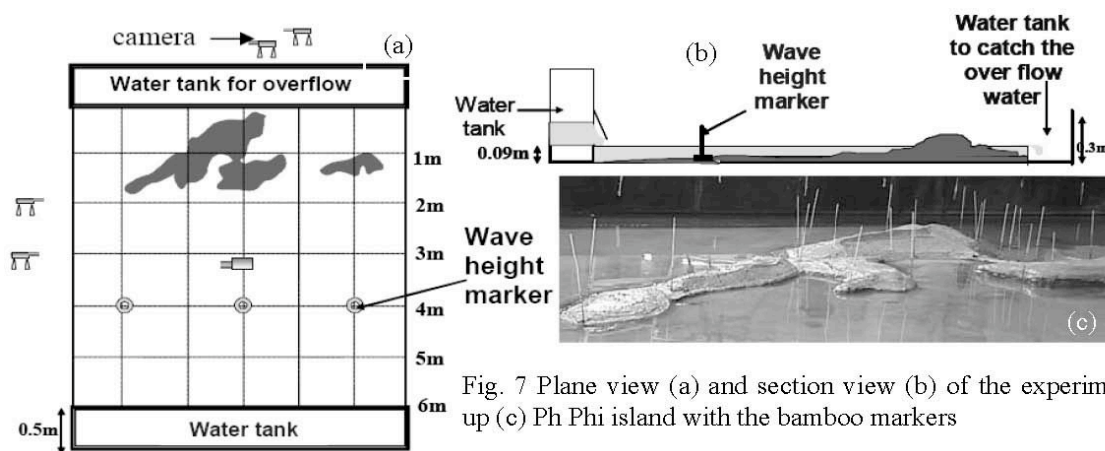 camera
(a)
Water tank for overflow
1m
2m
3m
Wave
height
marker
4m
5m
6m
0.5m
Water tank
(b)
Wave
height
marker
Water tank
to catch the
over flow
water
Water
tank
0.09m
0.3m
(c)
Fig. 7 Plane view (a) and section view (b) of the experim
up (c) Ph Phi island with the bamboo markers